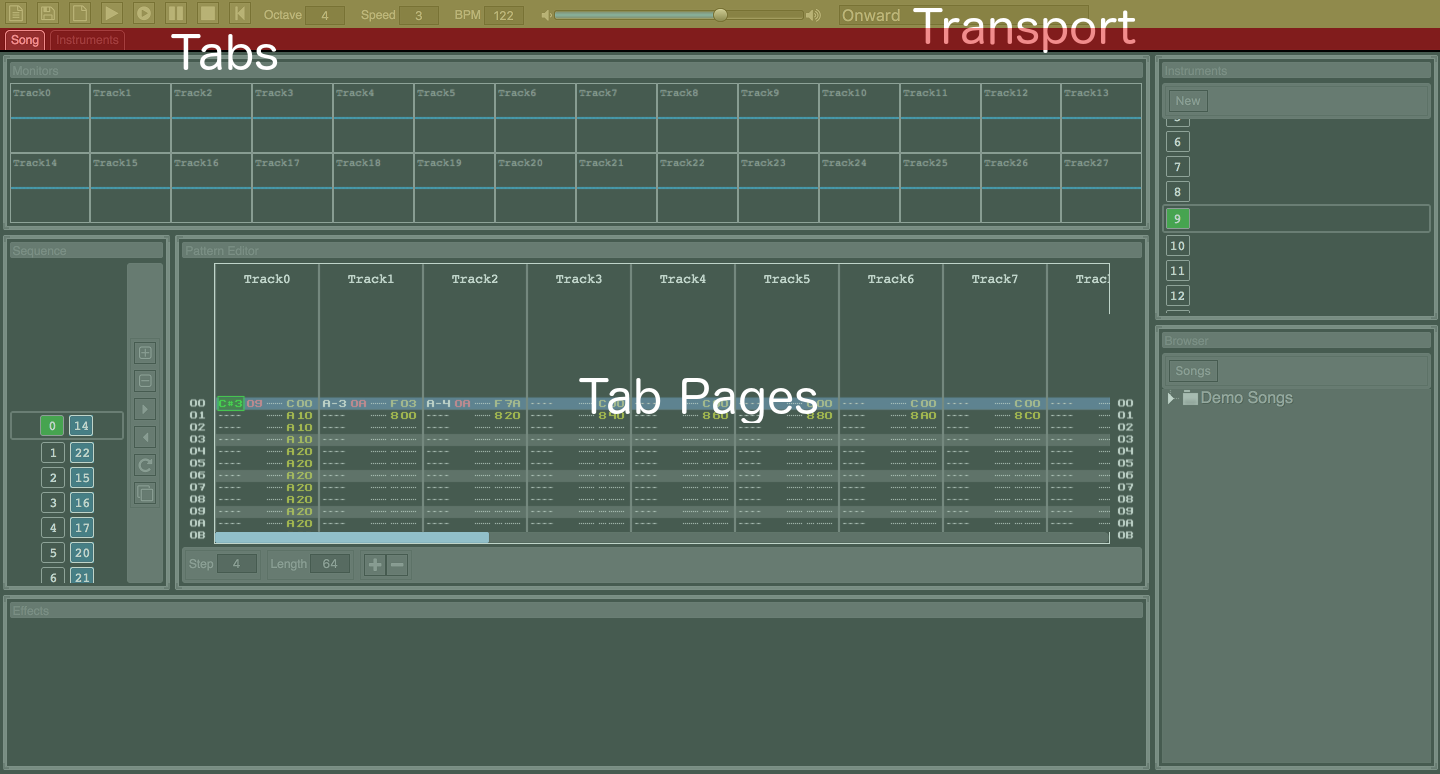 Octave 4 Speed 3 BPM 122 Onward Transport
Song Instruments Tabs
Monitors
Track0 Track1 Track2 Track3 Track4 Track5 Track6 Track7 Track8 Track9 Track10 Track11 Track12 Track13
Track14 Track15 Track16 Track17 Track18 Track19 Track20 Track21 Track22 Track23 Track24 Track25 Track26 Track27
Instruments
New
6
7
8
9
10
11
12
Sequence
0 14
1 22
2 15
3 16
4 17
5 20
6 21
Pattern Editor
Track0 Track1 Track2 Track3 Track4 Track5 Track6 Track7
Tab Pages
00 C#3 09 ---- C00 A-3 0A ---- F03 A-4 0A ---- F7A ---- C00 ---- C00 00
01 ---- A10 ---- 800 ---- 820 ---- 840 ---- 860 ---- 880 ---- 8A0 ---- 8C0 ---- 01
02 ---- A10 ---- ---- ---- ---- ---- ---- ---- ---- 02
03 ---- A10 ---- ---- ---- ---- ---- ---- ---- ---- 03
04 ---- A20 ---- ---- ---- ---- ---- ---- ---- ---- 04
05 ---- A20 ---- ---- ---- ---- ---- ---- ---- ---- 05
06 ---- A20 ---- ---- ---- ---- ---- ---- ---- ---- 06
07 ---- A20 ---- ---- ---- ---- ---- ---- ---- ---- 07
08 ---- A20 ---- ---- ---- ---- ---- ---- ---- ---- 08
09 ---- A20 ---- ---- ---- ---- ---- ---- ---- ---- 09
0A ---- A20 ---- ---- ---- ---- ---- ---- ---- ---- 0A
0B 0B
Step 4 Length 64
Browser
Songs
Demo Songs
Effects